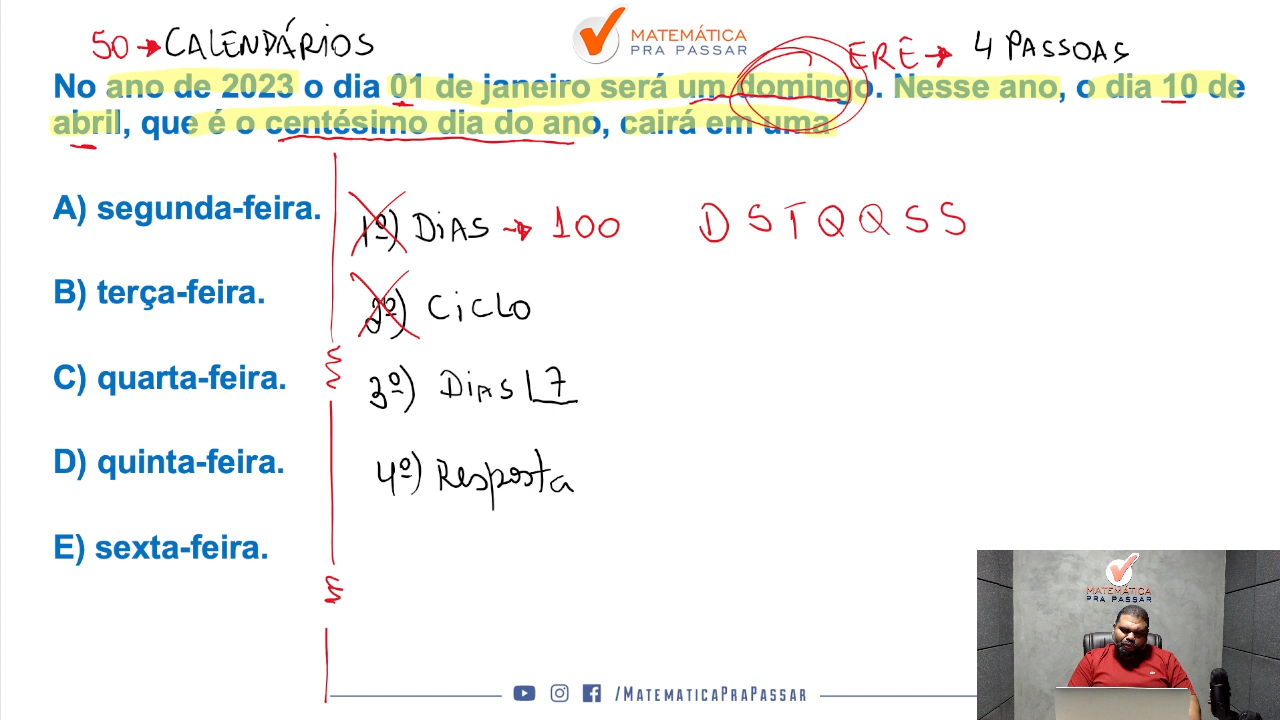 50 → CALENDÁRIOS
MATEMÁTICA
PRA PASSAR
ERE → 4 PASSOAS
No ano de 2023 o dia 01 de janeiro será um domingo. Nesse ano, o dia 10 de
abril, que é o centésimo dia do ano, cairá em uma
A) segunda-feira.
1º) DiAS → 100
D S T Q Q S S
B) terça-feira.
2º) CiCLO
C) quarta-feira.
3º) DiAS 7
D) quinta-feira.
4º) Resposta
E) sexta-feira.
MATEMÁTICA
PRA PASSAR
/MATEMATICAPRAPASSAR